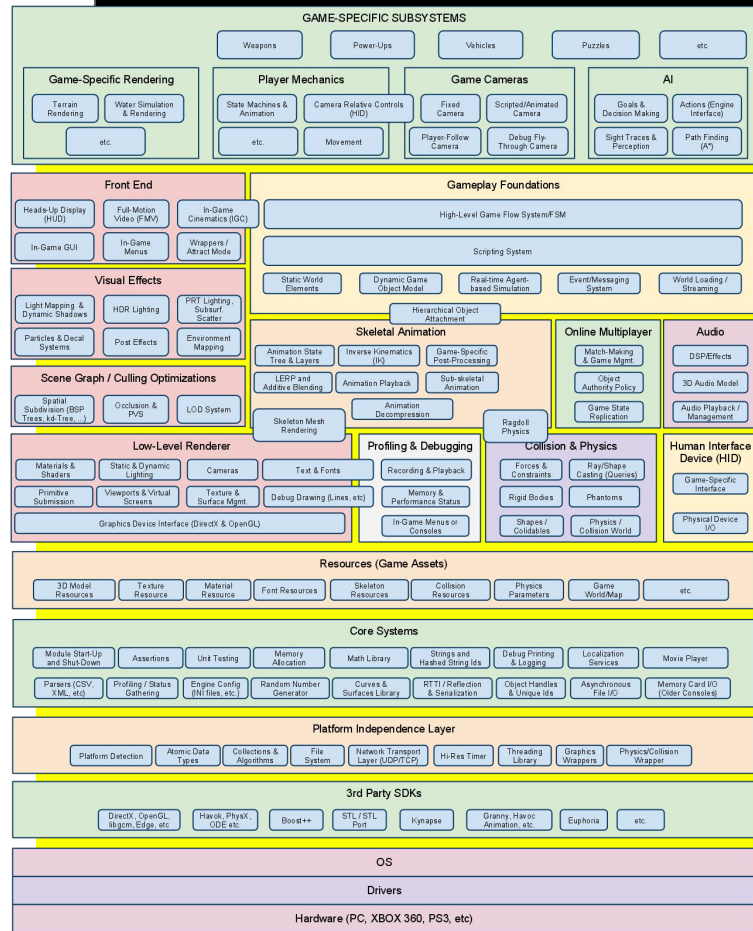 GAME-SPECIFIC SUBSYSTEMS
Weapons
Power-Ups
Vehicles
Puzzles
etc.
Game-Specific Rendering
Terrain
Rendering
Water Simulation
& Rendering
etc.
Player Mechanics
State Machines &
Animation
Camera Relative Controls
(HID)
etc.
Movement
Game Cameras
Fixed
Camera
Scripted/Animated
Camera
Player-Follow
Camera
Debug Fly-
Through Camera
AI
Goals &
Decision Making
Actions (Engine
Interface)
Sight Traces &
Perception
Path Finding
(A*)
Front End
Heads-Up Display
(HUD)
Full-Motion
Video (FMV)
In-Game
Cinematics (IGC)
In-Game GUI
In-Game
Menus
Wrappers /
Attract Mode
Gameplay Foundations
High-Level Game Flow System/FSM
Scripting System
Static World
Elements
Dynamic Game
Object Model
Real-time Agent-
based Simulation
Event/Messaging
System
World Loading /
Streaming
Hierarchical Object
Attachment
Visual Effects
Light Mapping &
Dynamic Shadows
HDR Lighting
PRT Lighting,
Subsurf.
Scatter
Particles & Decal
Systems
Post Effects
Environment
Mapping
Skeletal Animation
Animation State
Tree & Layers
Inverse Kinematics
(IK)
Game-Specific
Post-Processing
LERP and
Additive Blending
Animation Playback
Sub-skeletal
Animation
Animation
Decompression
Skeleton Mesh
Rendering
Ragdoll
Physics
Online Multiplayer
Match-Making
& Game Mgmt.
Object
Authority Policy
Game State
Replication
Audio
DSP/Effects
3D Audio Model
Audio Playback /
Management
Scene Graph / Culling Optimizations
Spatial
Subdivision (BSP
Trees, kd-Tree, ...)
Occlusion &
PVS
LOD System
Low-Level Renderer
Materials &
Shaders
Static & Dynamic
Lighting
Cameras
Text & Fonts
Primitive
Submission
Viewports & Virtual
Screens
Texture &
Surface Mgmt.
Debug Drawing (Lines, etc)
Graphics Device Interface (DirectX & OpenGL)
Profiling & Debugging
Recording & Playback
Memory &
Performance Status
In-Game Menus or
Consoles
Collision & Physics
Forces &
Constraints
Ray/Shape
Casting (Queries)
Rigid Bodies
Phantoms
Shapes /
Colidables
Physics /
Collision World
Human Interface
Device (HID)
Game-Specific
Interface
Physical Device
I/O
Resources (Game Assets)
3D Model
Resources
Texture
Resource
Material
Resource
Font Resources
Skeleton
Resources
Collision
Resources
Physics
Parameters
Game
World/Map
etc.
Core Systems
Module Start-Up
and Shut-Down
Assertions
Unit Testing
Memory
Allocation
Math Library
Strings and
Hashed String Ids
Debug Printing
& Logging
Localization
Services
Movie Player
Parsers (CSV,
XML, etc)
Profiling / Status
Gathering
Engine Config
(INI files, etc.)
Random Number
Generator
Curves &
Surfaces Library
RTTI / Reflection
& Serialization
Object Handles
& Unique Ids
Asynchronous
File I/O
Memory Card I/O
(Older Consoles)
Platform Independence Layer
Platform Detection
Atomic Data
Types
Collections &
Algorithms
File
System
Network Transport
Layer (UDP/TCP)
Hi-Res Timer
Threading
Library
Graphics
Wrappers
Physics/Collision
Wrapper
3rd Party SDKs
DirectX, OpenGL,
libgcm, Edge, etc
Havok, PhysX,
ODE etc.
Boost++
STL / STL
Port
Kynapse
Granny, Havoc
Animation, etc.
Euphoria
etc.
OS
Drivers
Hardware (PC, XBOX 360, PS3, etc)